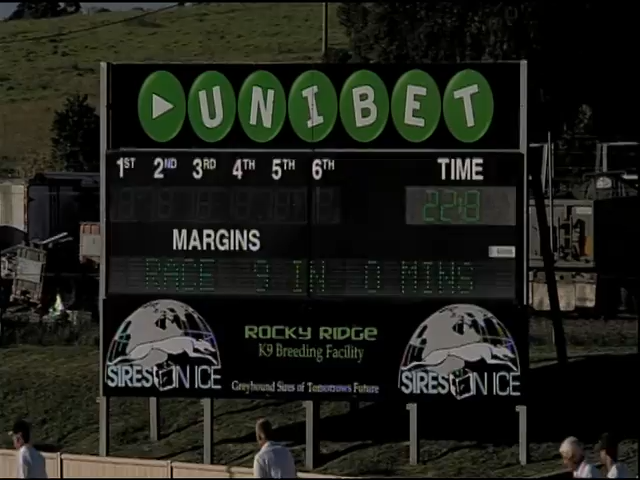 UNIBET
1ST 2ND 3RD 4TH 5TH 6TH TIME
22:8
MARGINS
RACE 9 IN 0 MINS
ROCKY RIDGE
K9 Breeding Facility
SIRES ON ICE
SIRES ON ICE
Greyhound Sires of Tomorrows Future